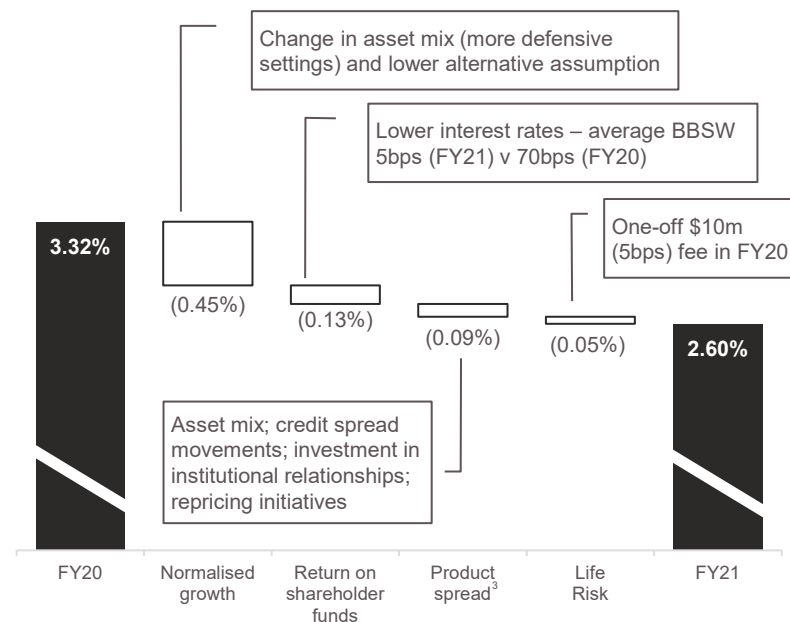 Change in asset mix (more defensive
settings) and lower alternative assumption
Lower interest rates – average BBSW
5bps (FY21) v 70bps (FY20)
One-off $10m
(5bps) fee in FY20
3.32%
(0.45%)
(0.13%)
(0.09%)
(0.05%)
2.60%
Asset mix; credit spread
movements; investment in
institutional relationships;
repricing initiatives
FY20
Normalised
growth
Return on
shareholder
funds
Product
spread3
Life
Risk
FY21